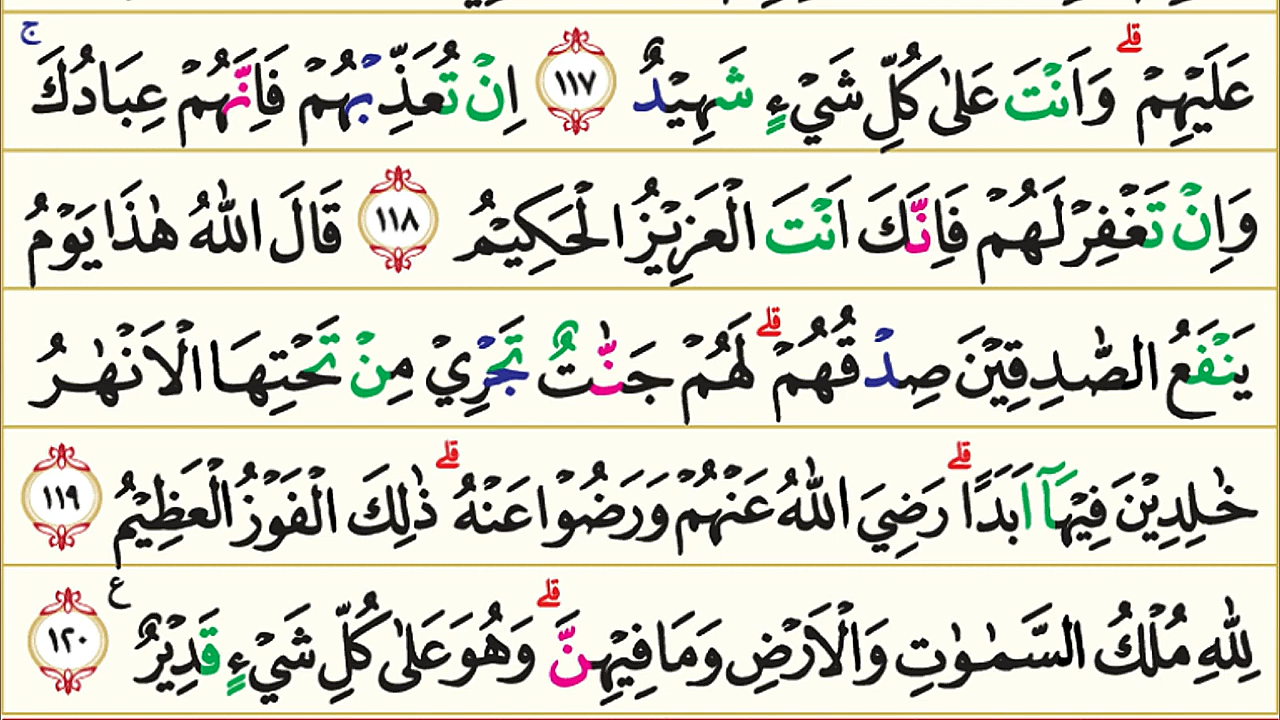 عَلَيْهِمْ ۗ وَاَنْتَ عَلٰى كُلِّ شَيْءٍ شَهِيْدٌ ﴿١١٧﴾ اِنْ تُعَذِّبْهُمْ فَاِنَّهُمْ عِبَادُكَ ۚ
وَاِنْ تَغْفِرْ لَهُمْ فَاِنَّكَ اَنْتَ الْعَزِيْزُ الْحَكِيْمُ ﴿١١٨﴾ قَالَ اللّٰهُ هٰذَا يَوْمُ
يَنْفَعُ الصّٰدِقِيْنَ صِدْقُهُمْ ۗ لَهُمْ جَنّٰتٌ تَجْرِيْ مِنْ تَحْتِهَا الْاَنْهٰرُ
خٰلِدِيْنَ فِيْهَآ اَبَدًا ۗ رَضِيَ اللّٰهُ عَنْهُمْ وَرَضُوْا عَنْهُ ۗ ذٰلِكَ الْفَوْزُ الْعَظِيْمُ ﴿١١٩﴾
لِلّٰهِ مُلْكُ السَّمٰوٰتِ وَالْاَرْضِ وَمَا فِيْهِنَّ ۗ وَهُوَ عَلٰى كُلِّ شَيْءٍ قَدِيْرٌ ع ﴿١٢٠﴾